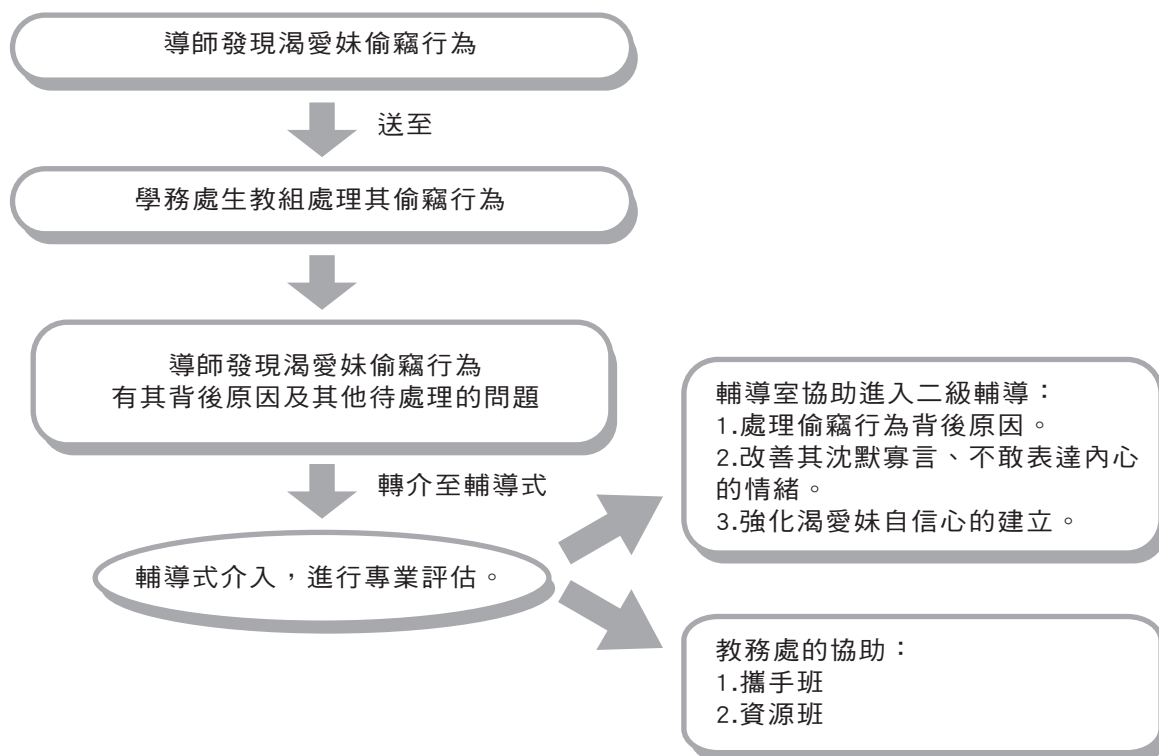 導師發現渴愛妹偷竊行為
送至
學務處生教組處理其偷竊行為
導師發現渴愛妹偷竊行為
有其背後原因及其他待處理的問題
轉介至輔導式
輔導式介入，進行專業評估。
輔導室協助進入二級輔導：
1.處理偷竊行為背後原因。
2.改善其沈默寡言、不敢表達內心
的情緒。
3.強化渴愛妹自信心的建立。
教務處的協助：
1.攜手班
2.資源班